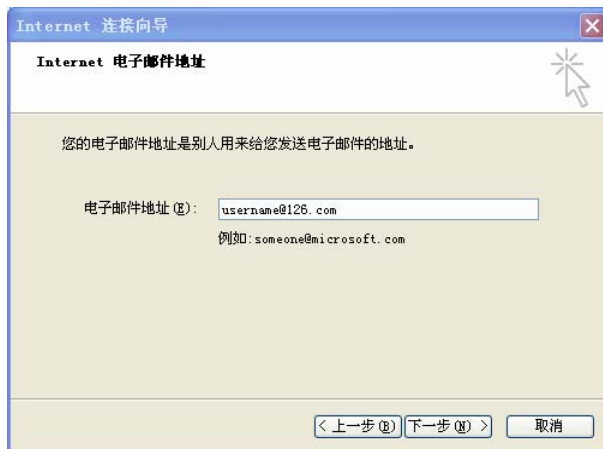 Internet 连接向导
Internet 电子邮件地址
您的电子邮件地址是别人用来给您发送电子邮件的地址。
电子邮件地址(E): username@126.com
例如:someone@microsoft.com
< 上一步(B) 下一步(N) > 取消